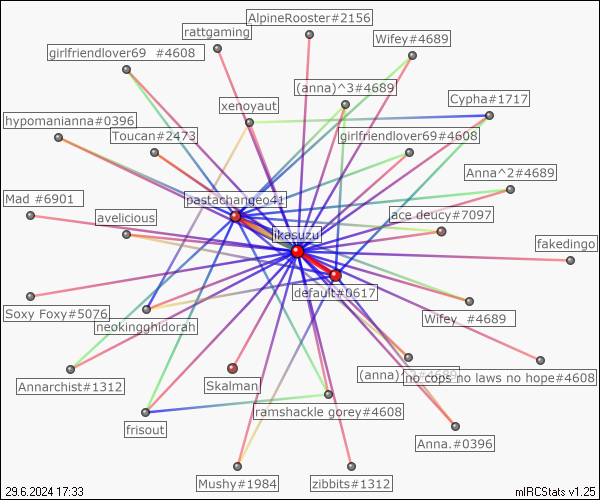 AlpineRooster#2156
rattgaming
Wifey#4689
girlfriendlover69 #4608
(anna)^3#4689
Cypha#1717
xenoyaut
hypomanianna#0396
Toucan#2473
girlfriendlover69#4608
Anna^2#4689
Mad #6901
pastachangeo41
avelicious
ace deucy#7097
ikasuzu
fakedingo
default#0617
Soxy Foxy#5076
neokingghidorah
Wifey_ #4689
no cops no laws no hope#4608
Annarchist#1312
Skalman
ramshackle gorey#4608
frisout
Anna.#0396
Mushy#1984
zibbits#1312
29.6.2024 17:33
mIRCStats v1.25